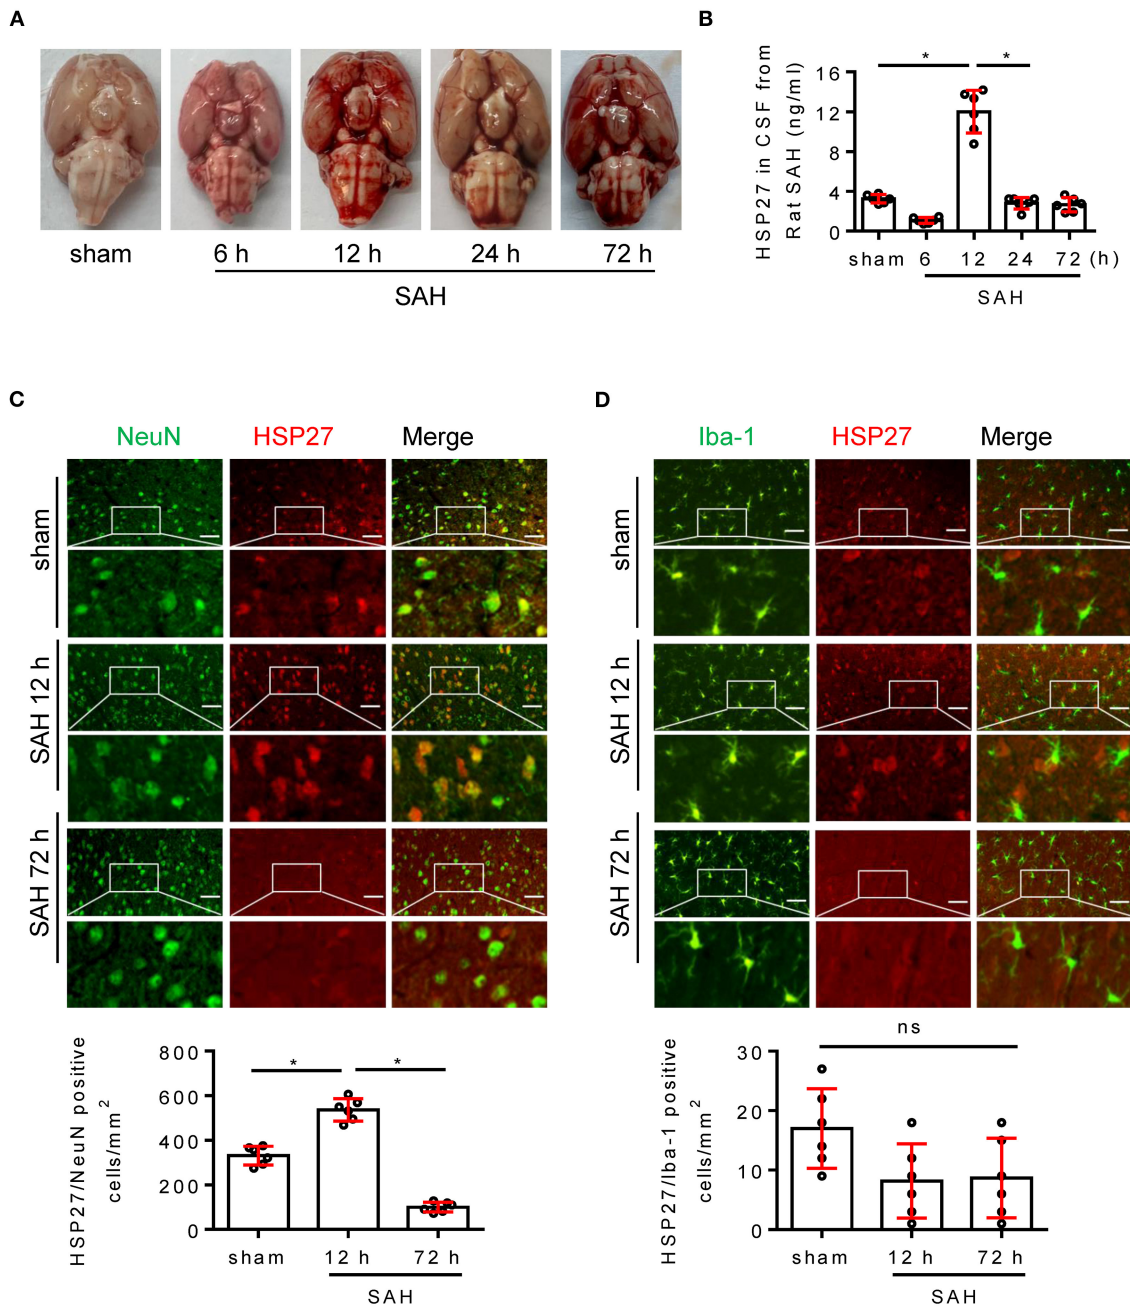 A
sham
6 h
12 h
24 h
72 h
SAH
B
HSP27 in CSF from
Rat SAH (ng/ml)
16
12
8
4
0
*
*
sham 6 12 24 72 (h)
SAH
C
NeuN HSP27 Merge
sham
SAH 12 h
SAH 72 h
HSP27/NeuN positive
cells/mm2
800
600
400
200
0
*
*
sham 12 h 72 h
SAH
D
Iba-1 HSP27 Merge
sham
SAH 12 h
SAH 72 h
HSP27/Iba-1 positive
cells/mm2
30
20
10
0
ns
sham 12 h 72 h
SAH